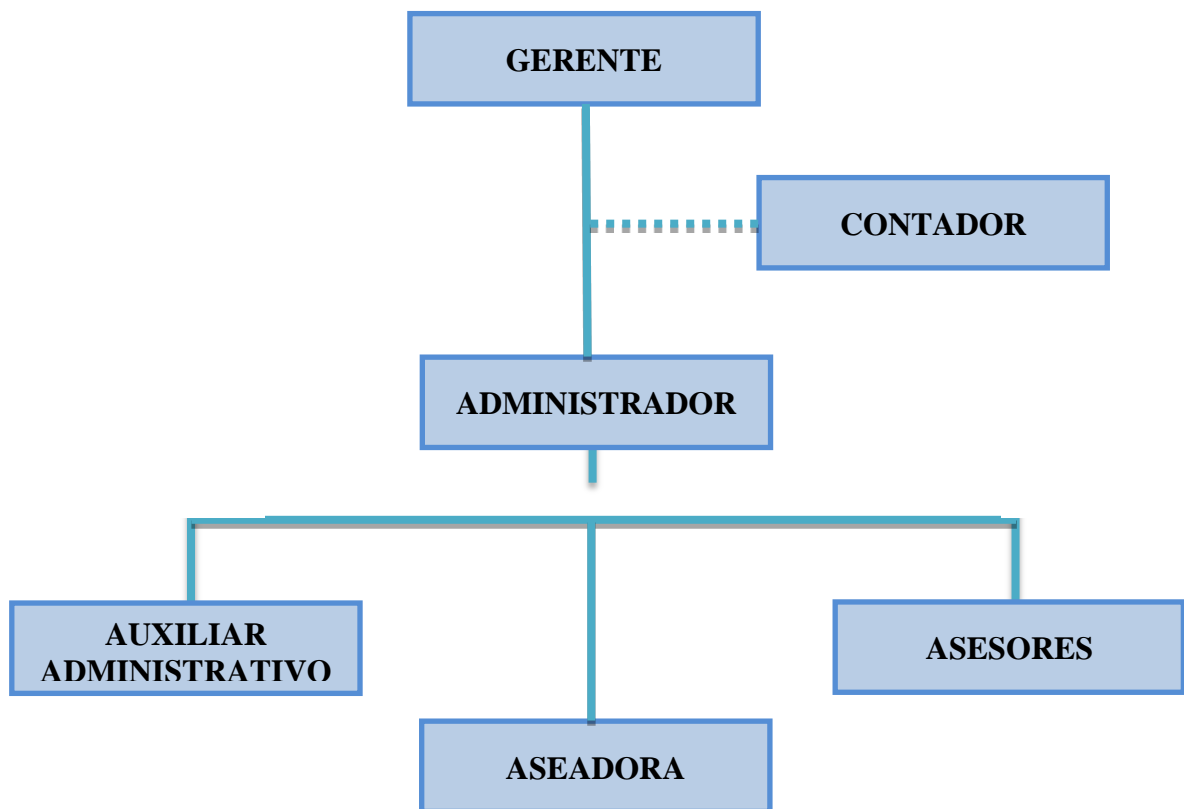 GERENTE
CONTADOR
ADMINISTRADOR
AUXILIAR
ADMINISTRATIVO
ASESORES
ASEADORA